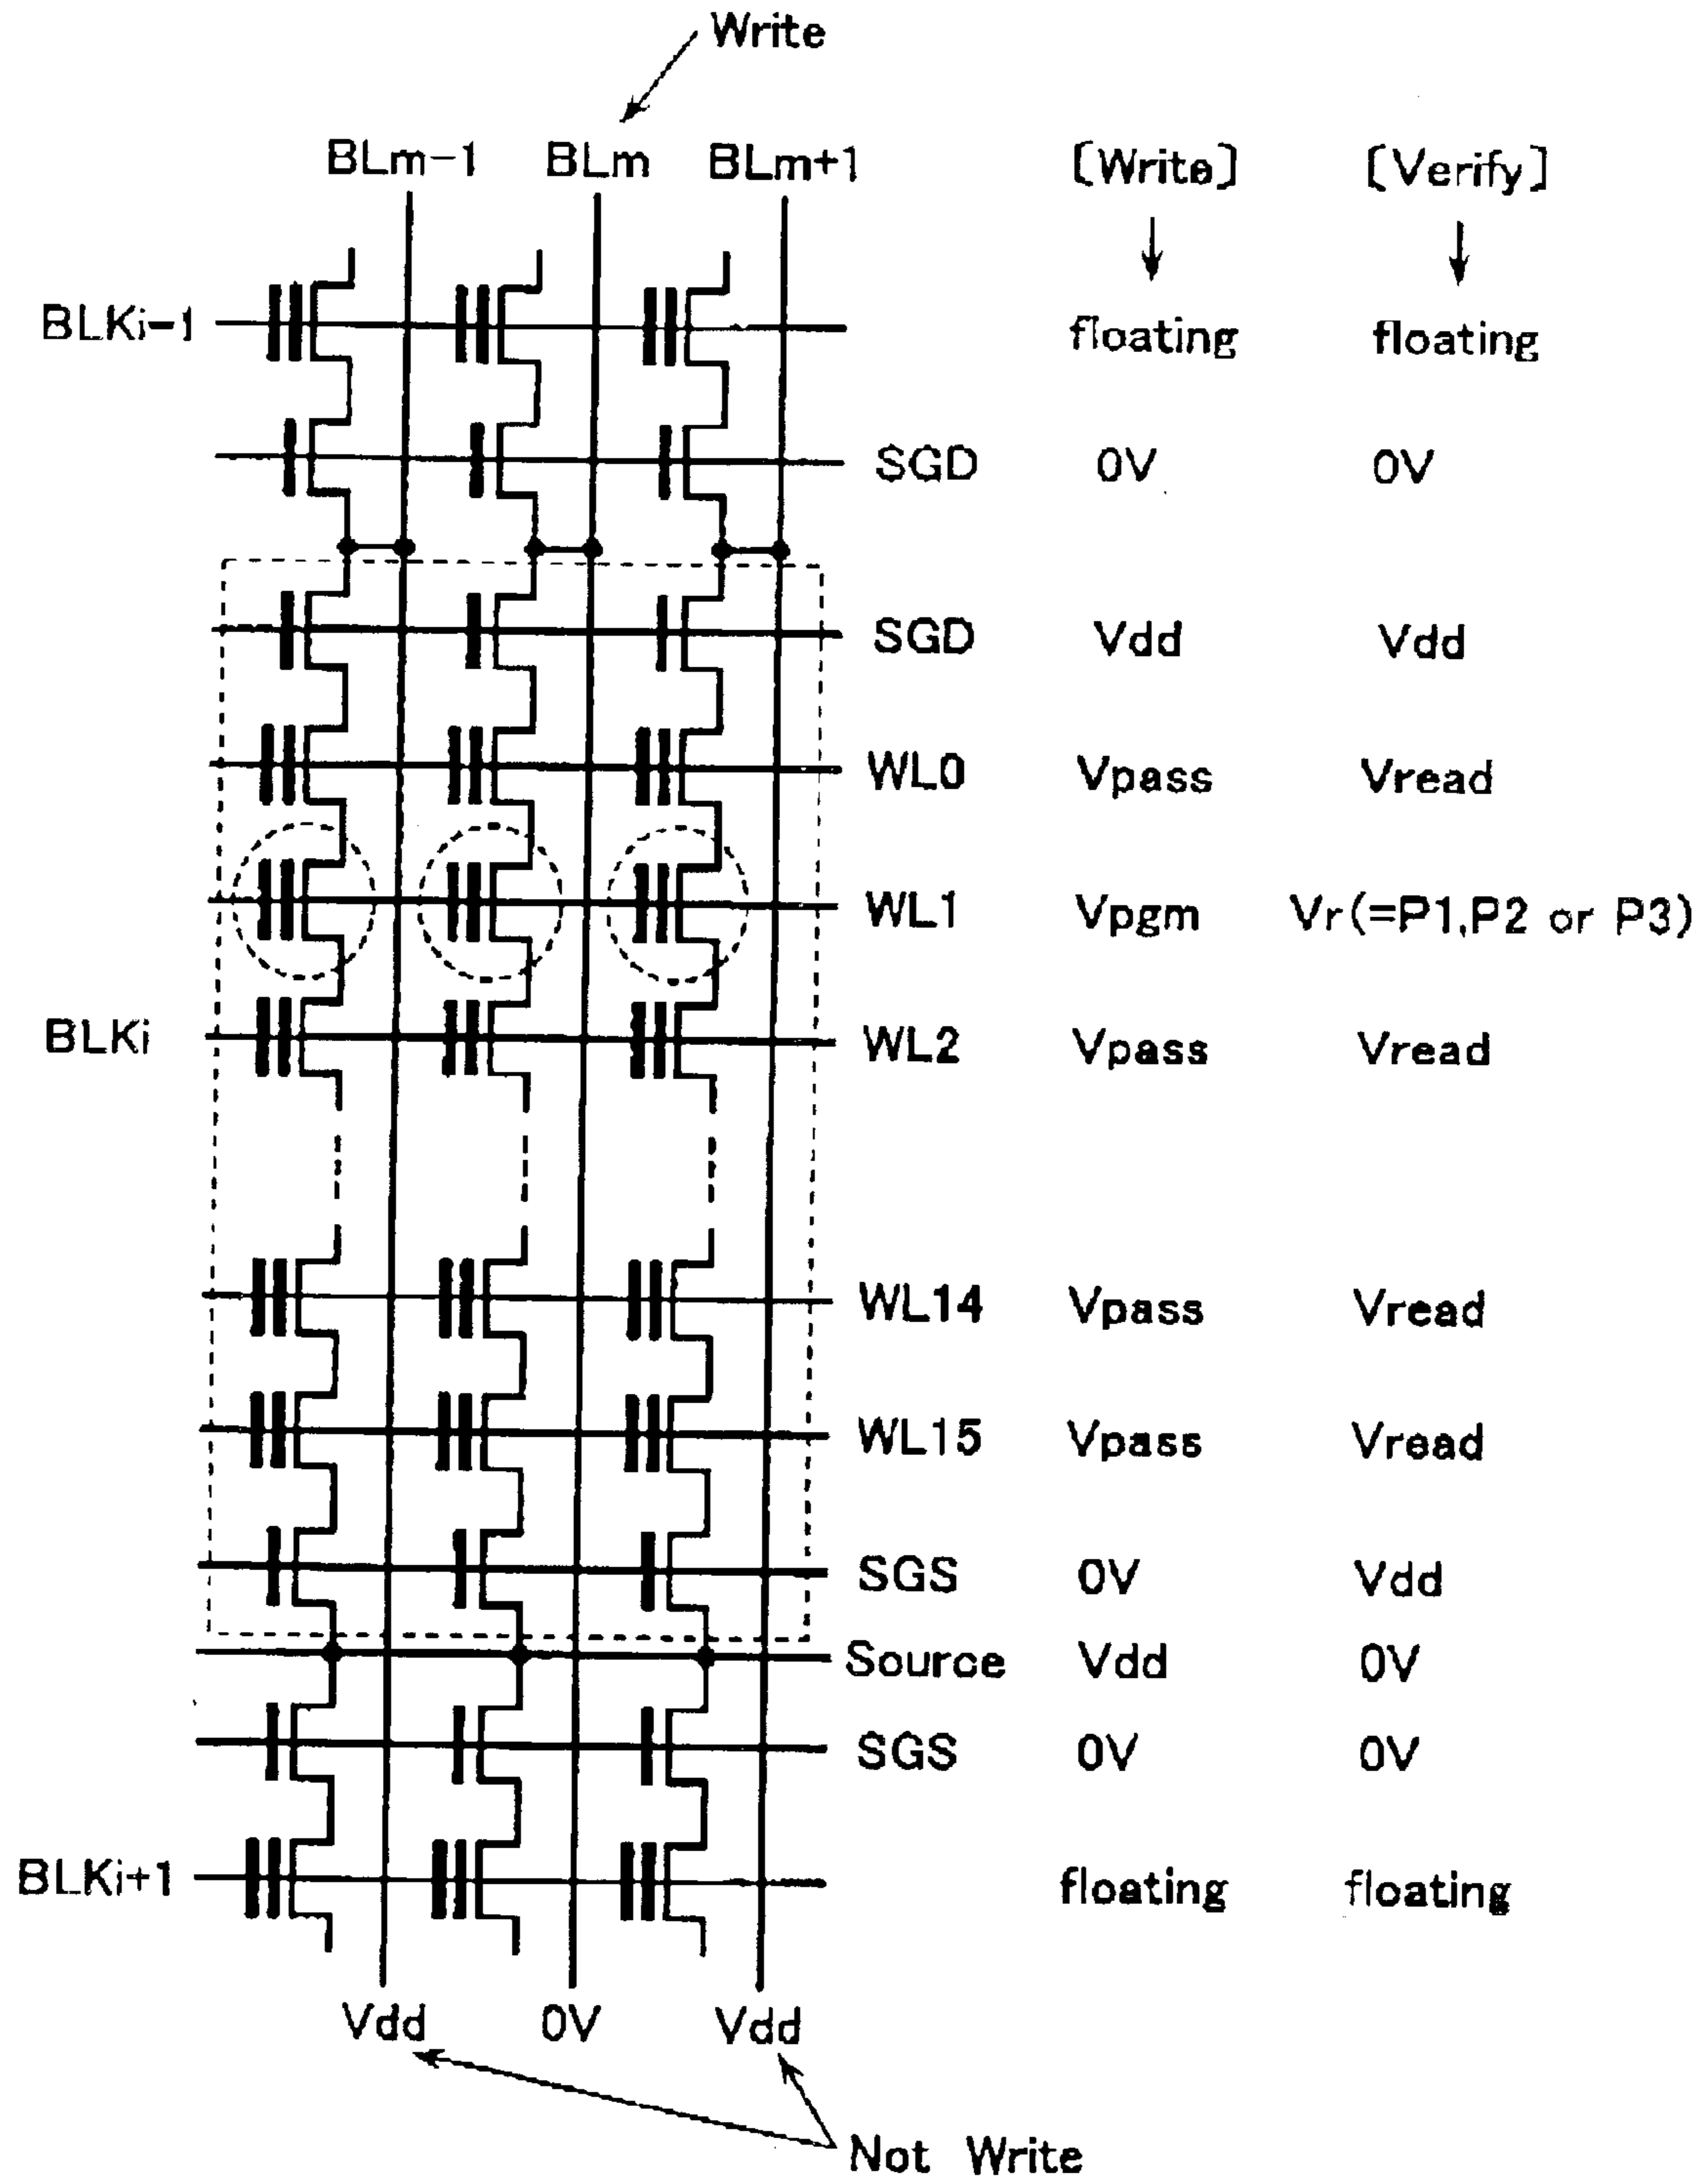 Write
BLm-1 BLm BLm+1 [Write] [Verify]
BLKi-1 floating floating
SGD 0V 0V
SGD Vdd Vdd
WL0 Vpass Vread
WL1 Vpgm Vr(=P1,P2 or P3)
BLKi WL2 Vpass Vread
WL14 Vpass Vread
WL15 Vpass Vread
SGS 0V Vdd
Source Vdd 0V
SGS 0V 0V
BLKi+1 floating floating
Vdd 0V Vdd
Not Write